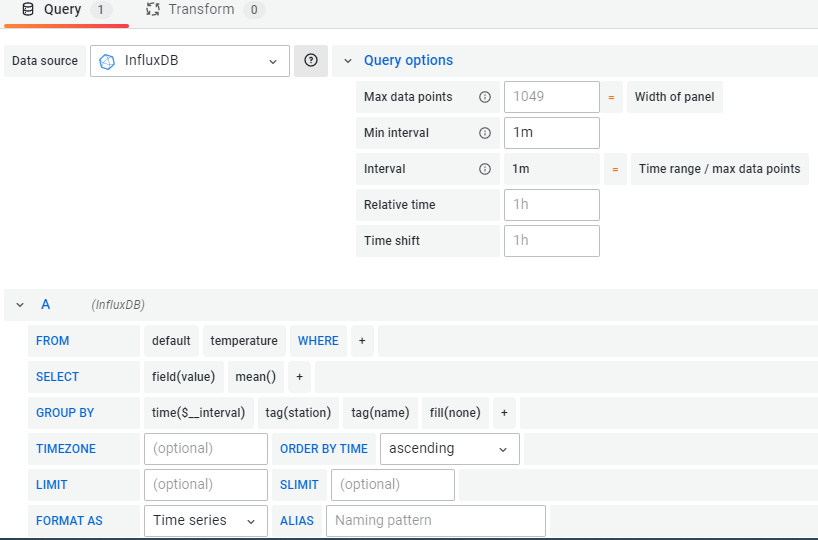 Query 1 Transform 0
Data source InfluxDB Query options
Max data points 1049 = Width of panel
Min interval 1m
Interval 1m = Time range / max data points
Relative time 1h
Time shift 1h
A (InfluxDB)
FROM default temperature WHERE +
SELECT field(value) mean() +
GROUP BY time($__interval) tag(station) tag(name) fill(none) +
TIMEZONE (optional) ORDER BY TIME ascending
LIMIT (optional) SLIMIT (optional)
FORMAT AS Time series ALIAS Naming pattern